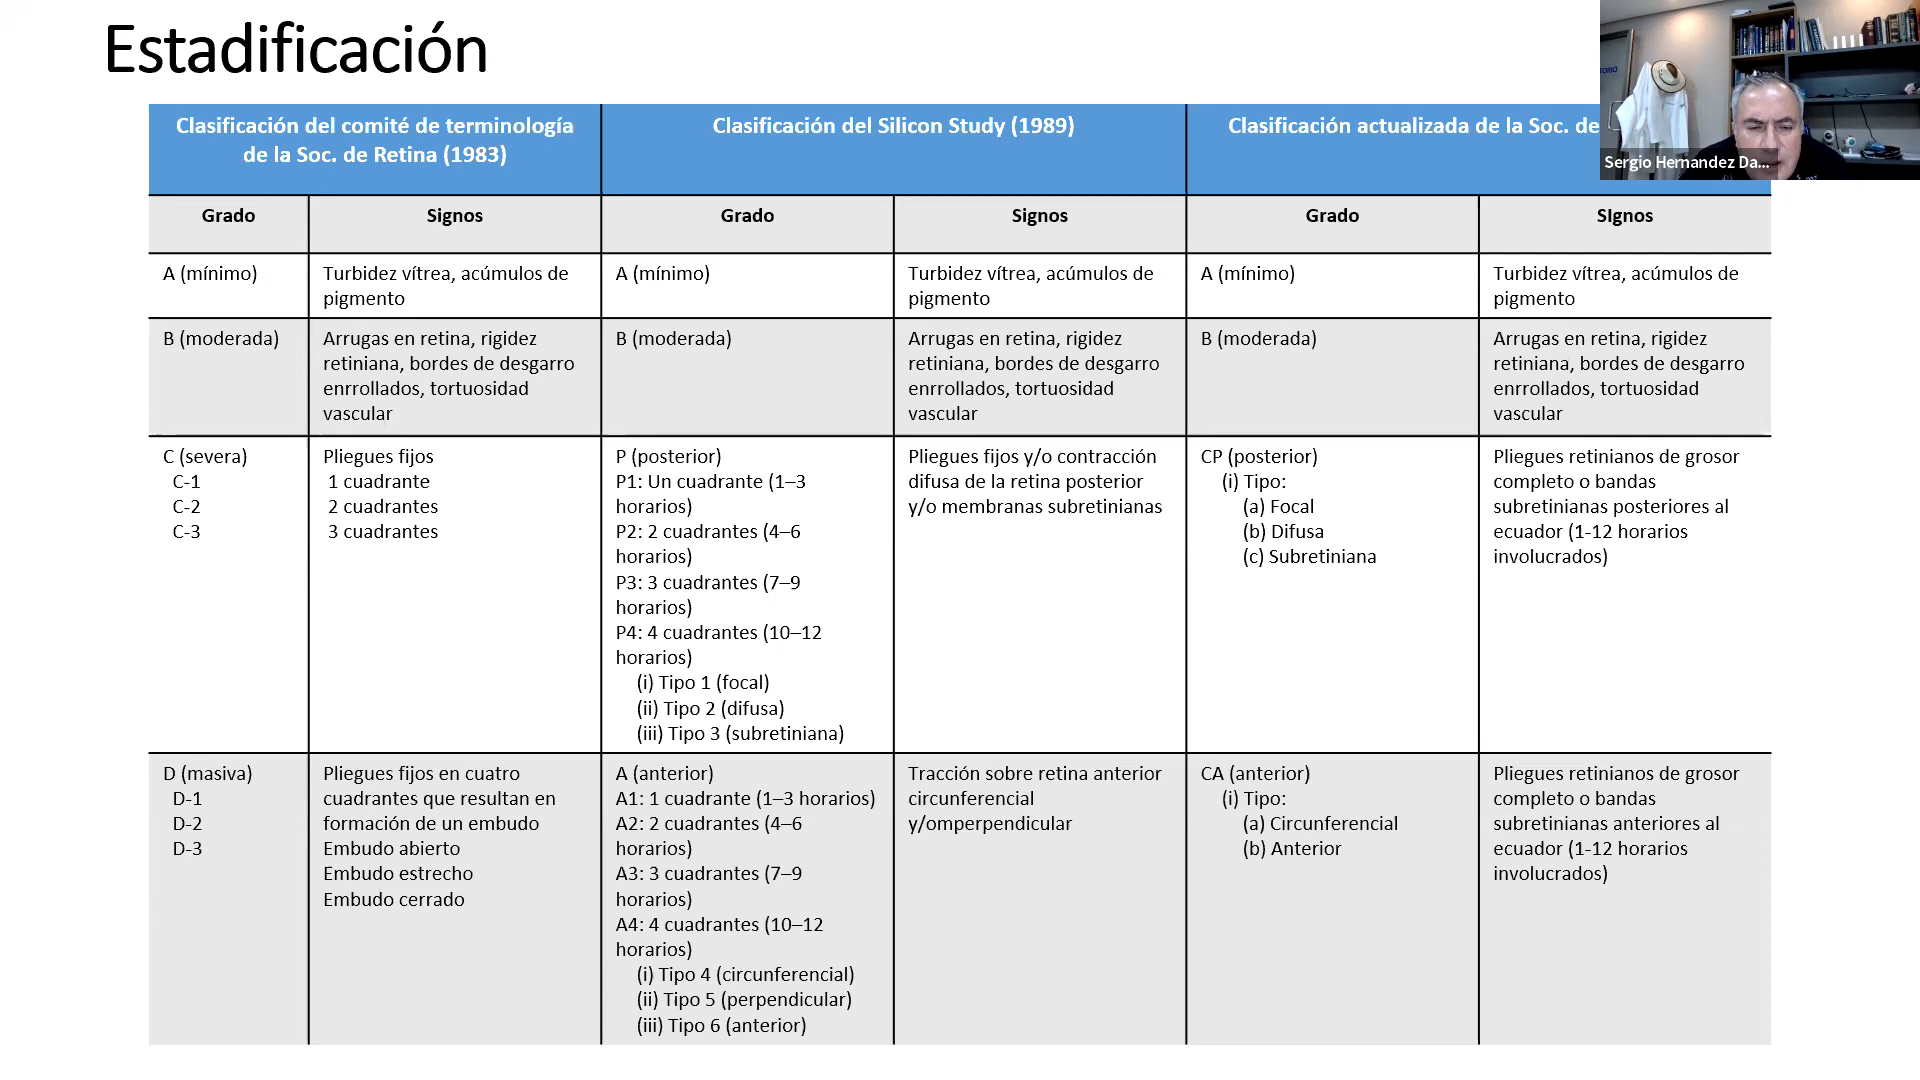 Estadificación
Clasificación del comité de terminología
de la Soc. de Retina (1983)
Clasificación del Silicon Study (1989)
Clasificación actualizada de la Soc. de
Sergio Hernandez Da...
Grado
Signos
Grado
Signos
Grado
SIgnos
A (mínimo)
Turbidez vítrea, acúmulos de
pigmento
A (mínimo)
Turbidez vítrea, acúmulos de
pigmento
A (mínimo)
Turbidez vítrea, acúmulos de
pigmento
B (moderada)
Arrugas en retina, rigidez
retiniana, bordes de desgarro
enrrollados, tortuosidad
vascular
B (moderada)
Arrugas en retina, rigidez
retiniana, bordes de desgarro
enrrollados, tortuosidad
vascular
B (moderada)
Arrugas en retina, rigidez
retiniana, bordes de desgarro
enrrollados, tortuosidad
vascular
C (severa)
C-1
C-2
C-3
Pliegues fijos
1 cuadrante
2 cuadrantes
3 cuadrantes
P (posterior)
P1: Un cuadrante (1–3
horarios)
P2: 2 cuadrantes (4–6
horarios)
P3: 3 cuadrantes (7–9
horarios)
P4: 4 cuadrantes (10–12
horarios)
(i) Tipo 1 (focal)
(ii) Tipo 2 (difusa)
(iii) Tipo 3 (subretiniana)
Pliegues fijos y/o contracción
difusa de la retina posterior
y/o membranas subretinianas
CP (posterior)
(i) Tipo:
(a) Focal
(b) Difusa
(c) Subretiniana
Pliegues retinianos de grosor
completo o bandas
subretinianas posteriores al
ecuador (1-12 horarios
involucrados)
D (masiva)
D-1
D-2
D-3
Pliegues fijos en cuatro
cuadrantes que resultan en
formación de un embudo
Embudo abierto
Embudo estrecho
Embudo cerrado
A (anterior)
A1: 1 cuadrante (1–3 horarios)
A2: 2 cuadrantes (4–6
horarios)
A3: 3 cuadrantes (7–9
horarios)
A4: 4 cuadrantes (10–12
horarios)
(i) Tipo 4 (circunferencial)
(ii) Tipo 5 (perpendicular)
(iii) Tipo 6 (anterior)
Tracción sobre retina anterior
circunferencial
y/omperpendicular
CA (anterior)
(i) Tipo:
(a) Circunferencial
(b) Anterior
Pliegues retinianos de grosor
completo o bandas
subretinianas anteriores al
ecuador (1-12 horarios
involucrados)